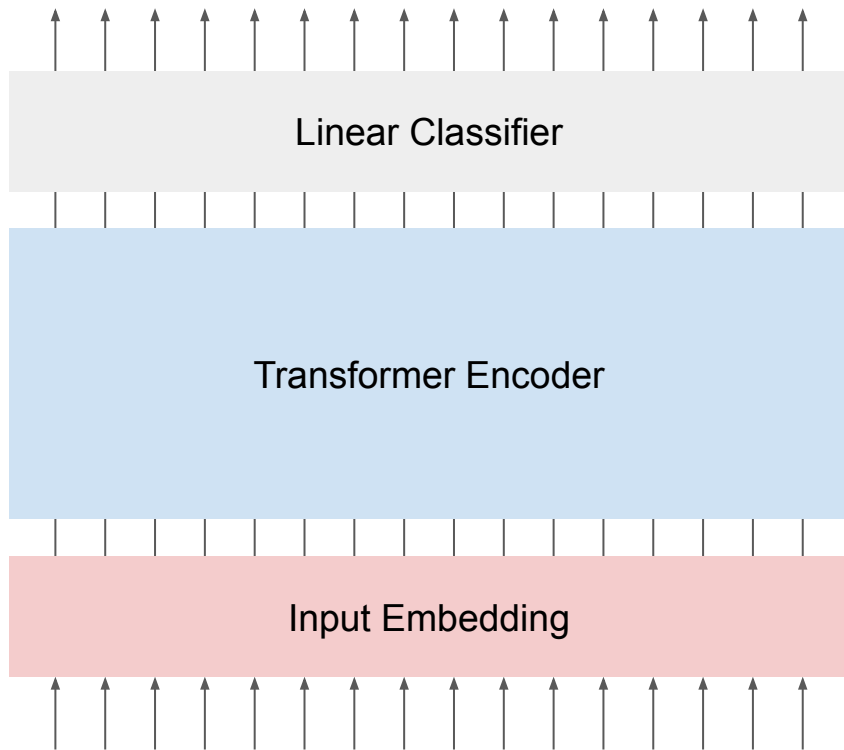 Linear Classifier
Transformer Encoder
Input Embedding